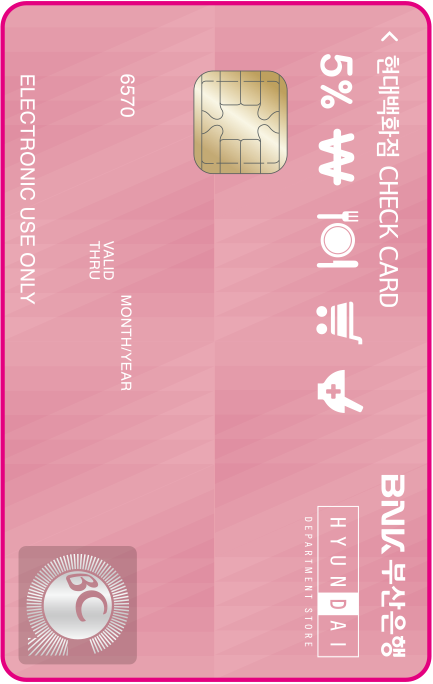 < 현대백화점 CHECK CARD
BNK 부산은행
5% ₩
HYUNDAI
DEPARTMENT STORE
6570
VALID
THRU
MONTH/YEAR
ELECTRONIC USE ONLY
BC